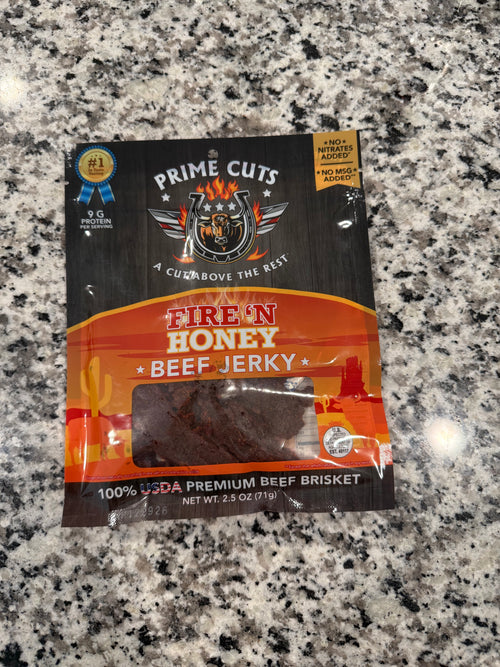 #1
9 G
PROTEIN
PER SERVING
PRIME CUTS
A CUT ABOVE THE REST
★ NO ★
NITRATES
ADDED*
★ NO MSG ★
ADDED**
FIRE 'N
HONEY
★ BEEF JERKY ★
100% USDA PREMIUM BEEF BRISKET
NET WT. 2.5 OZ (71g)